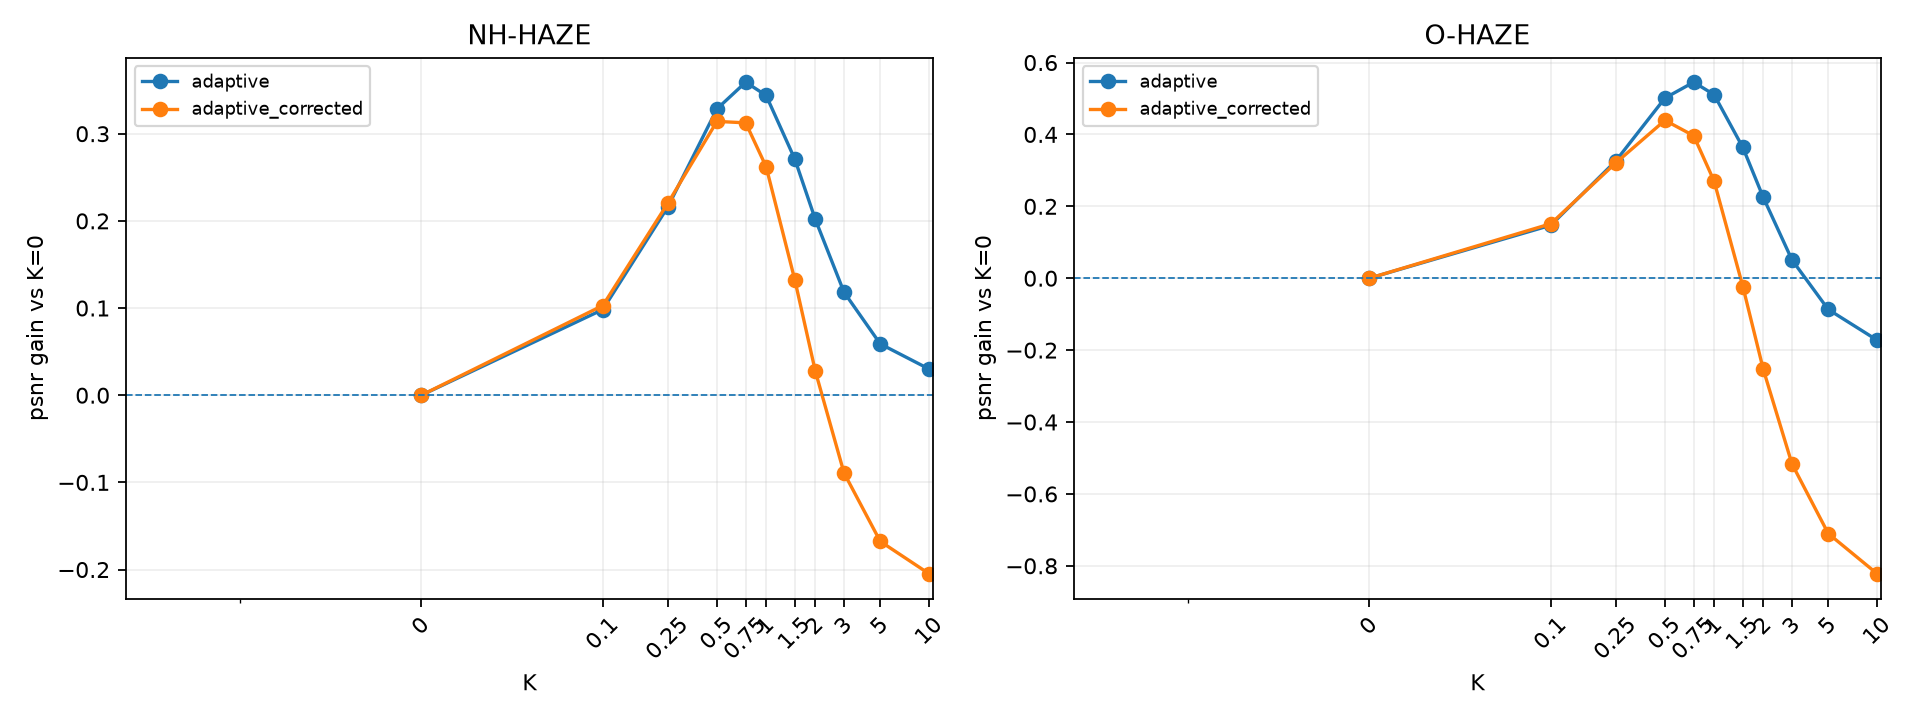 NH-HAZE
adaptive
adaptive_corrected
0.3
0.2
0.1
0.0
−0.1
−0.2
psnr gain vs K=0
0 0.1 0.25 0.5 0.75 1 1.5 2 3 5 10
K
O-HAZE
adaptive
adaptive_corrected
0.6
0.4
0.2
0.0
−0.2
−0.4
−0.6
−0.8
psnr gain vs K=0
0 0.1 0.25 0.5 0.75 1 1.5 2 3 5 10
K